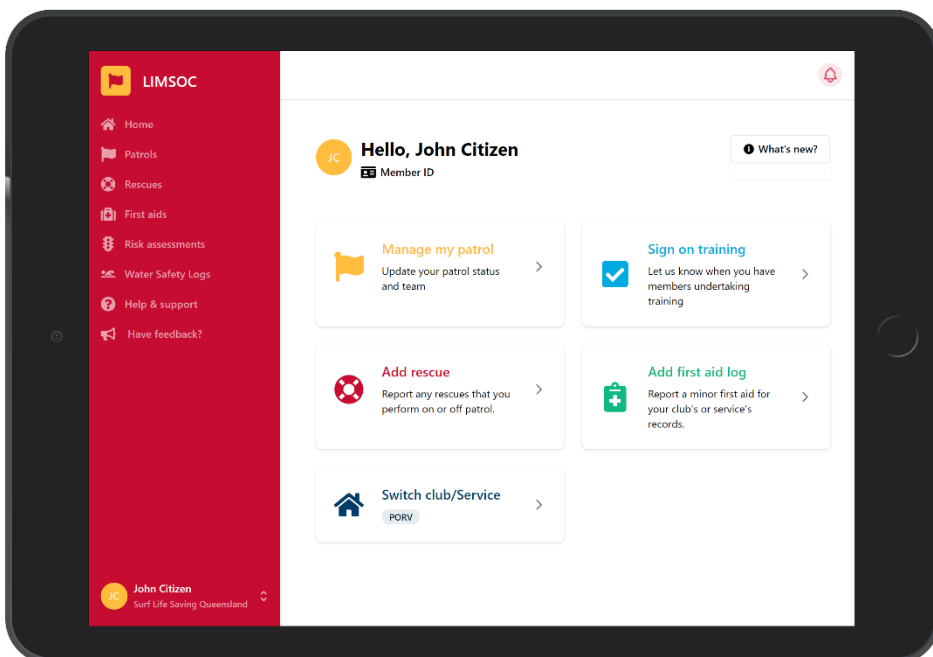 LIMSOC
Home
Patrols
Rescues
First aids
Risk assessments
Water Safety Logs
Help & support
Have feedback?
JC
John Citizen
Surf Life Saving Queensland
JC
Hello, John Citizen
Member ID
What's new?
Manage my patrol
Update your patrol status
and team
Sign on training
Let us know when you have
members undertaking
training
Add rescue
Report any rescues that you
perform on or off patrol.
Add first aid log
Report a minor first aid for
your club's or service's
records.
Switch club/Service
PORV